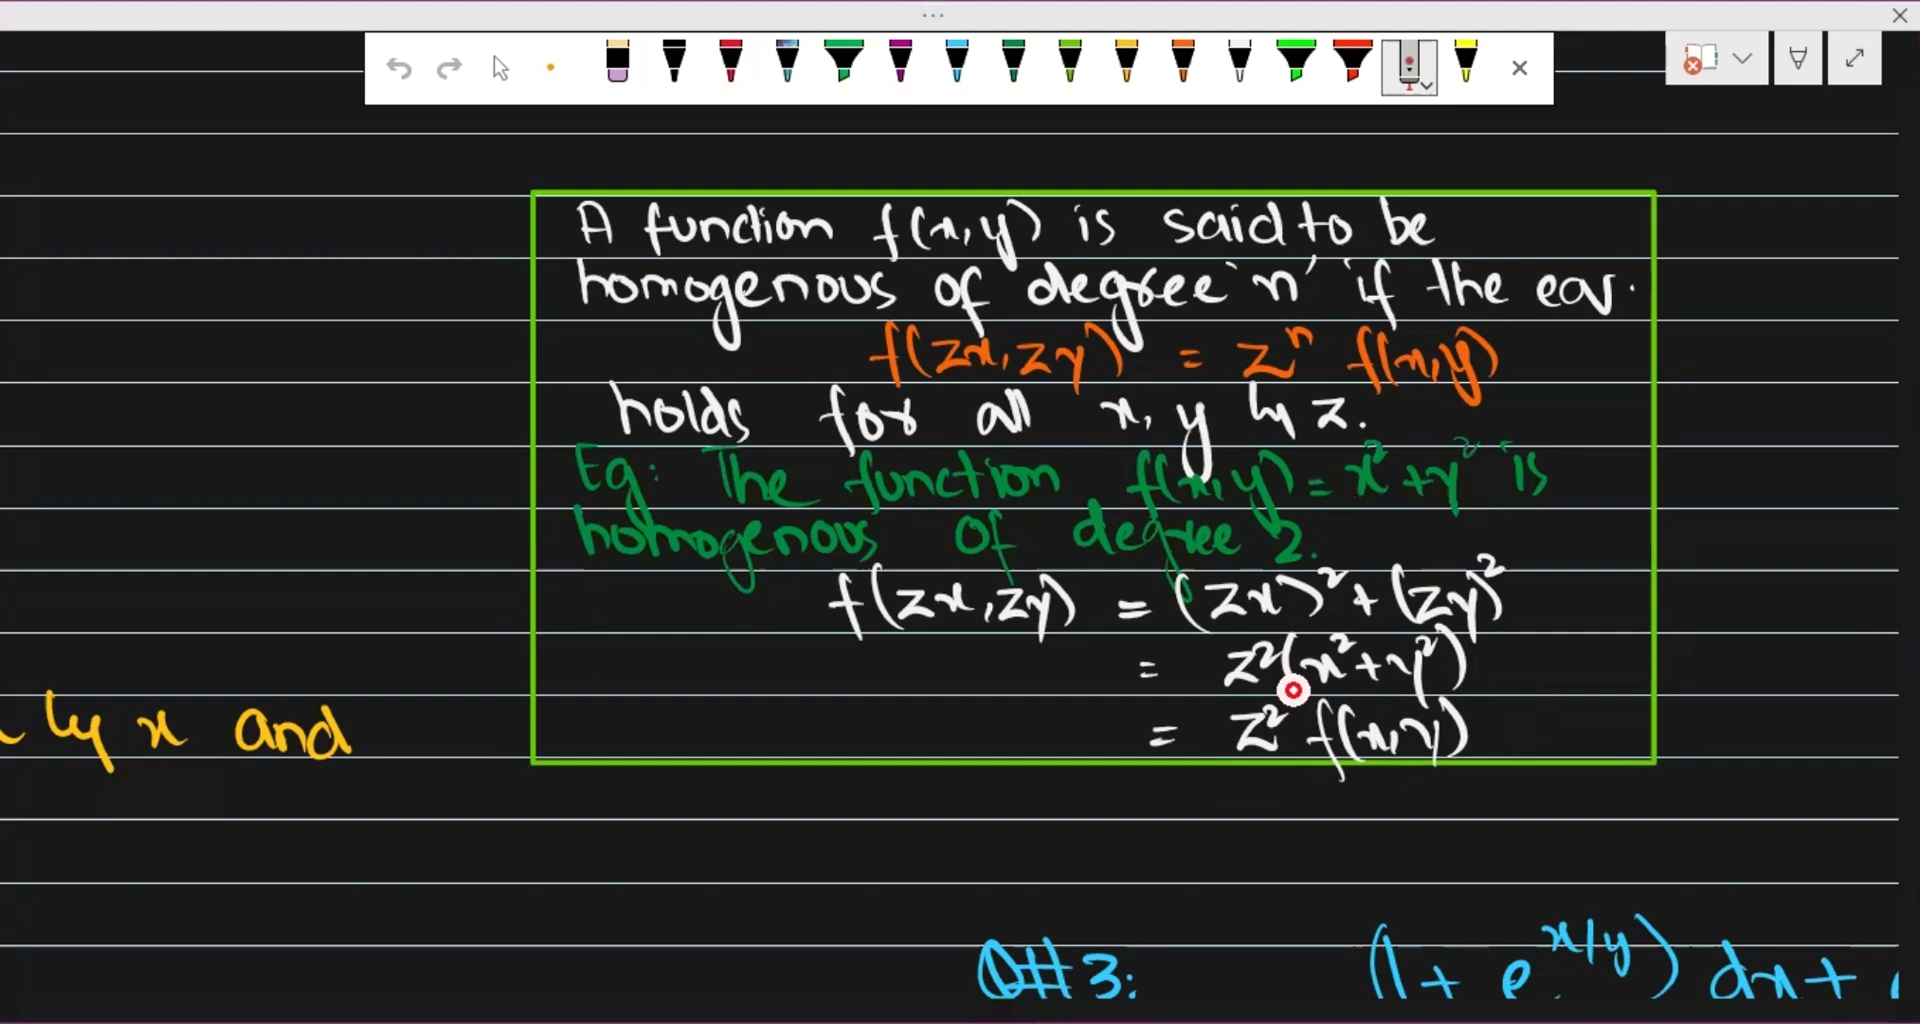 A function f(x,y) is said to be
homogenous of degree 'n' if the eqv.
f(zx,zy) = zⁿ f(x,y)
holds for all x, y & z.
Eg: The function f(x,y) = x² + y² is
homogenous of degree 2.
f(zx,zy) = (zx)² + (zy)²
= z²(x²+y²)
= z² f(x,y)
x and
Q#3: (1 + e^x/y) dx +